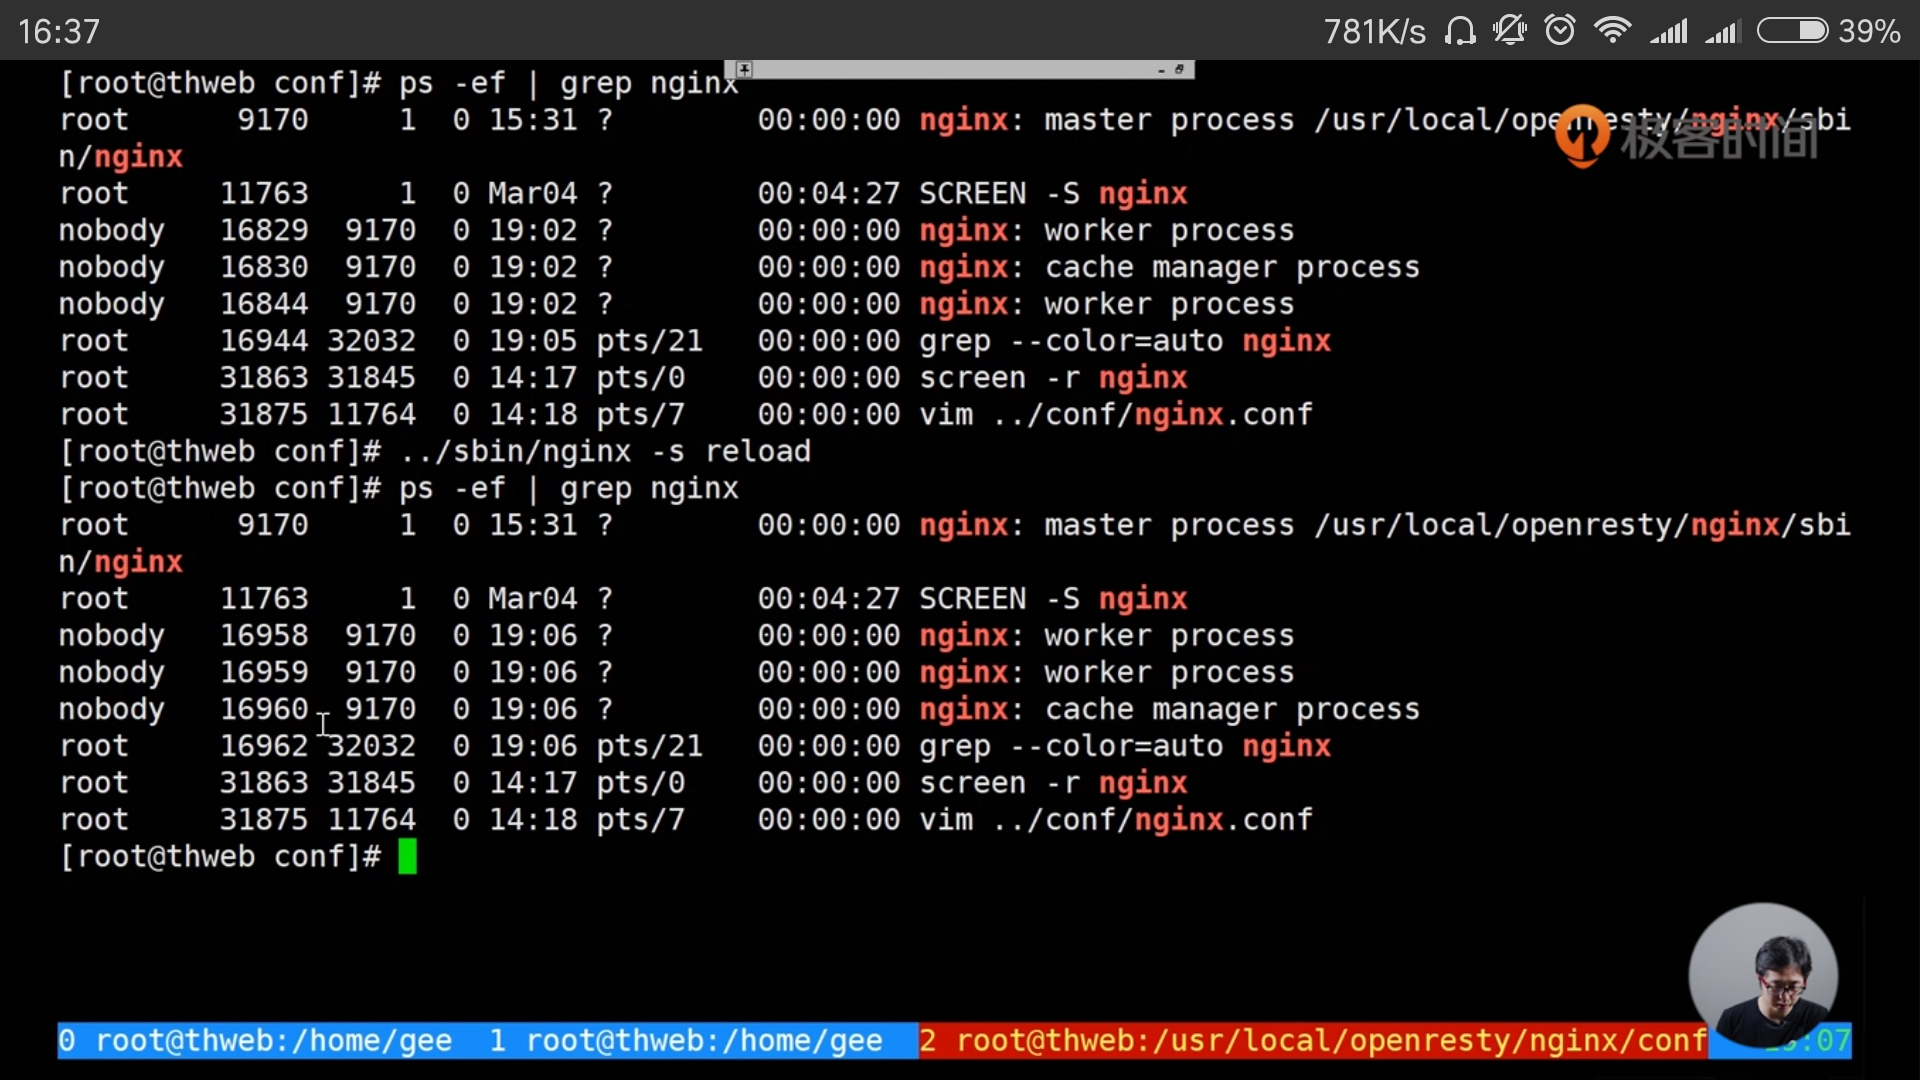 16:37 781K/s 39%
[root@thweb conf]# ps -ef | grep nginx
root      9170     1  0 15:31 ?        00:00:00 nginx: master process /usr/local/openresty/nginx/sbi
n/nginx
极客时间
root     11763     1  0 Mar04 ?        00:04:27 SCREEN -S nginx
nobody   16829  9170  0 19:02 ?        00:00:00 nginx: worker process
nobody   16830  9170  0 19:02 ?        00:00:00 nginx: cache manager process
nobody   16844  9170  0 19:02 ?        00:00:00 nginx: worker process
root     16944 32032  0 19:05 pts/21   00:00:00 grep --color=auto nginx
root     31863 31845  0 14:17 pts/0    00:00:00 screen -r nginx
root     31875 11764  0 14:18 pts/7    00:00:00 vim ../conf/nginx.conf
[root@thweb conf]# ../sbin/nginx -s reload
[root@thweb conf]# ps -ef | grep nginx
root      9170     1  0 15:31 ?        00:00:00 nginx: master process /usr/local/openresty/nginx/sbi
n/nginx
root     11763     1  0 Mar04 ?        00:04:27 SCREEN -S nginx
nobody   16958  9170  0 19:06 ?        00:00:00 nginx: worker process
nobody   16959  9170  0 19:06 ?        00:00:00 nginx: worker process
nobody   16960  9170  0 19:06 ?        00:00:00 nginx: cache manager process
root     16962 32032  0 19:06 pts/21   00:00:00 grep --color=auto nginx
root     31863 31845  0 14:17 pts/0    00:00:00 screen -r nginx
root     31875 11764  0 14:18 pts/7    00:00:00 vim ../conf/nginx.conf
[root@thweb conf]#
0 root@thweb:/home/gee  1 root@thweb:/home/gee  2 root@thweb:/usr/local/openresty/nginx/conf